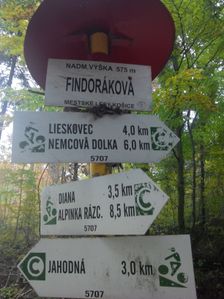 NADM. VÝŠKA 575 m
FINDORÁKOVÁ
MESTSKÉ LESY KOŠICE
LIESKOVEC 4,0 km
NEMCOVÁ DOLKA 6,0 km
5707
DIANA 3,5 km
ALPINKA RÁZC. 8,5 km
C
5707
C
JAHODNÁ 3,0 km
5707